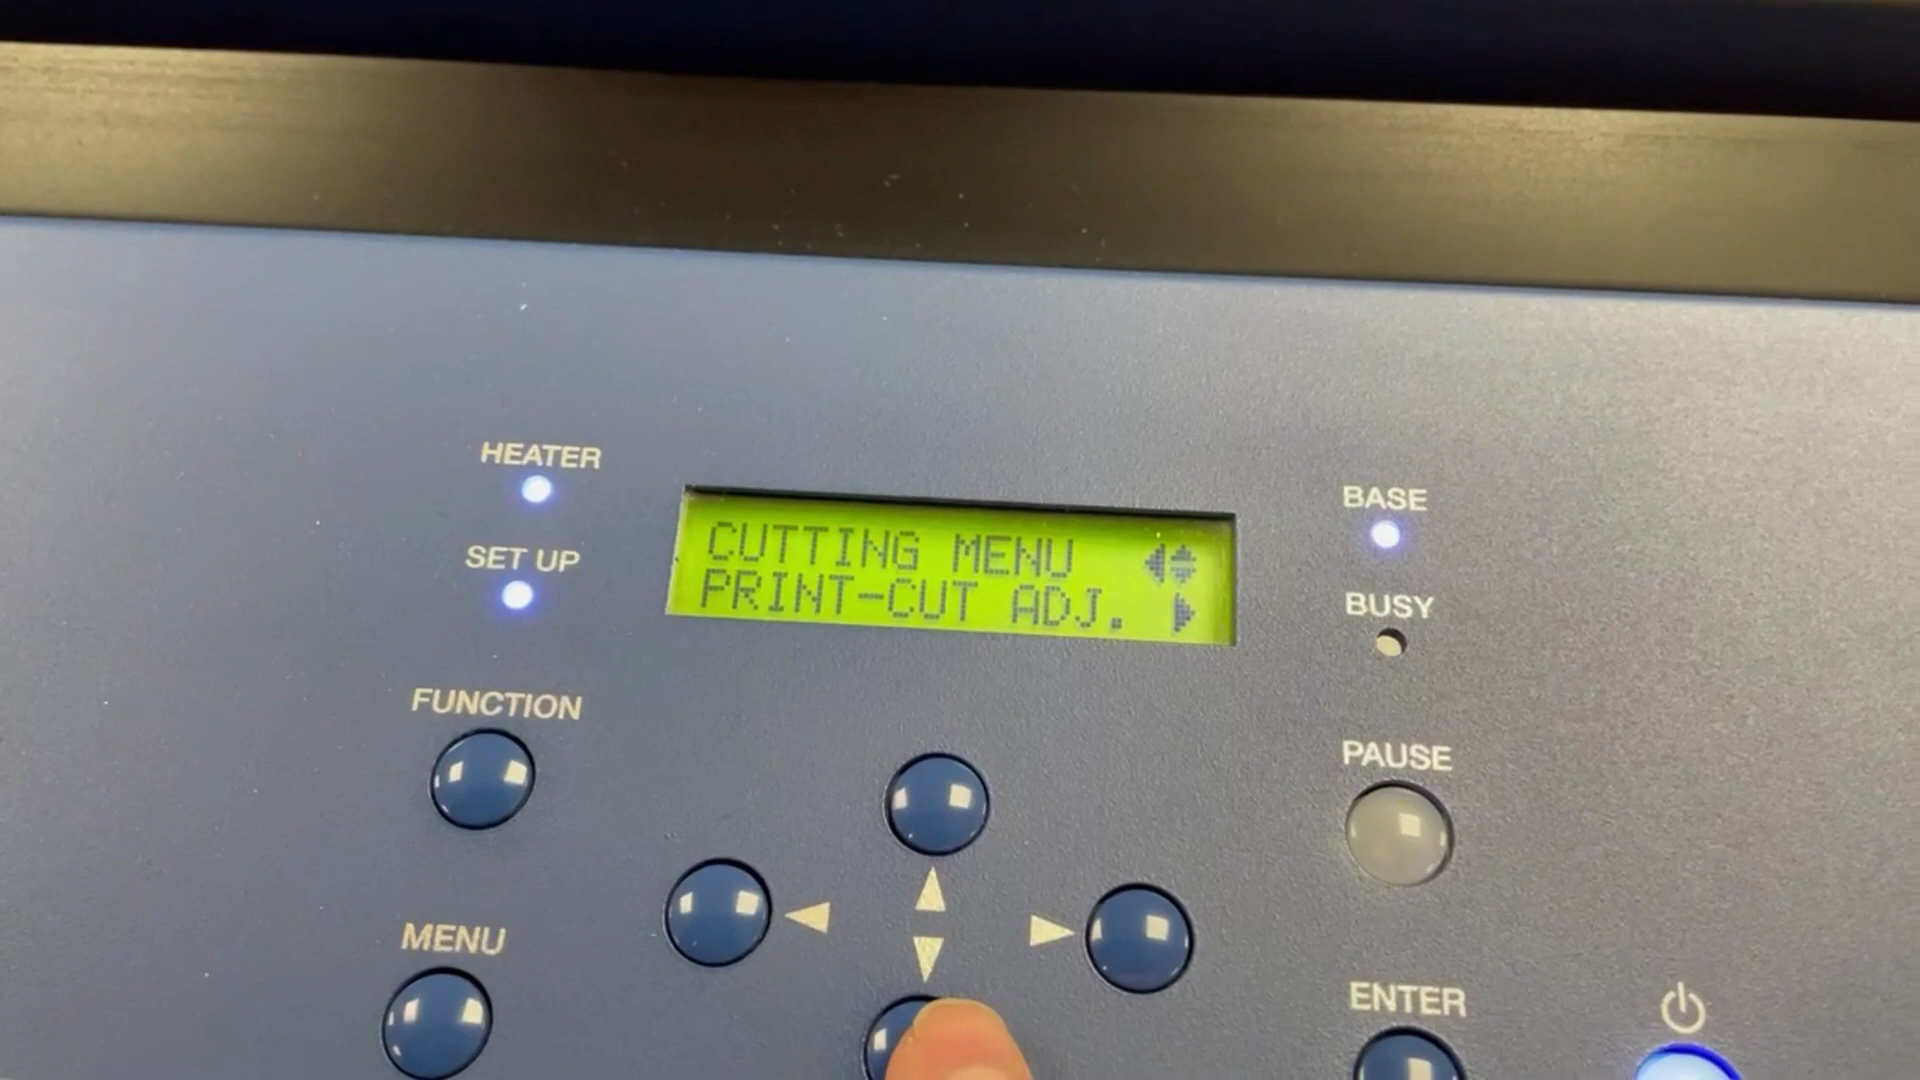 HEATER
SET UP
CUTTING MENU
PRINT-CUT ADJ.
BASE
BUSY
FUNCTION
PAUSE
MENU
ENTER